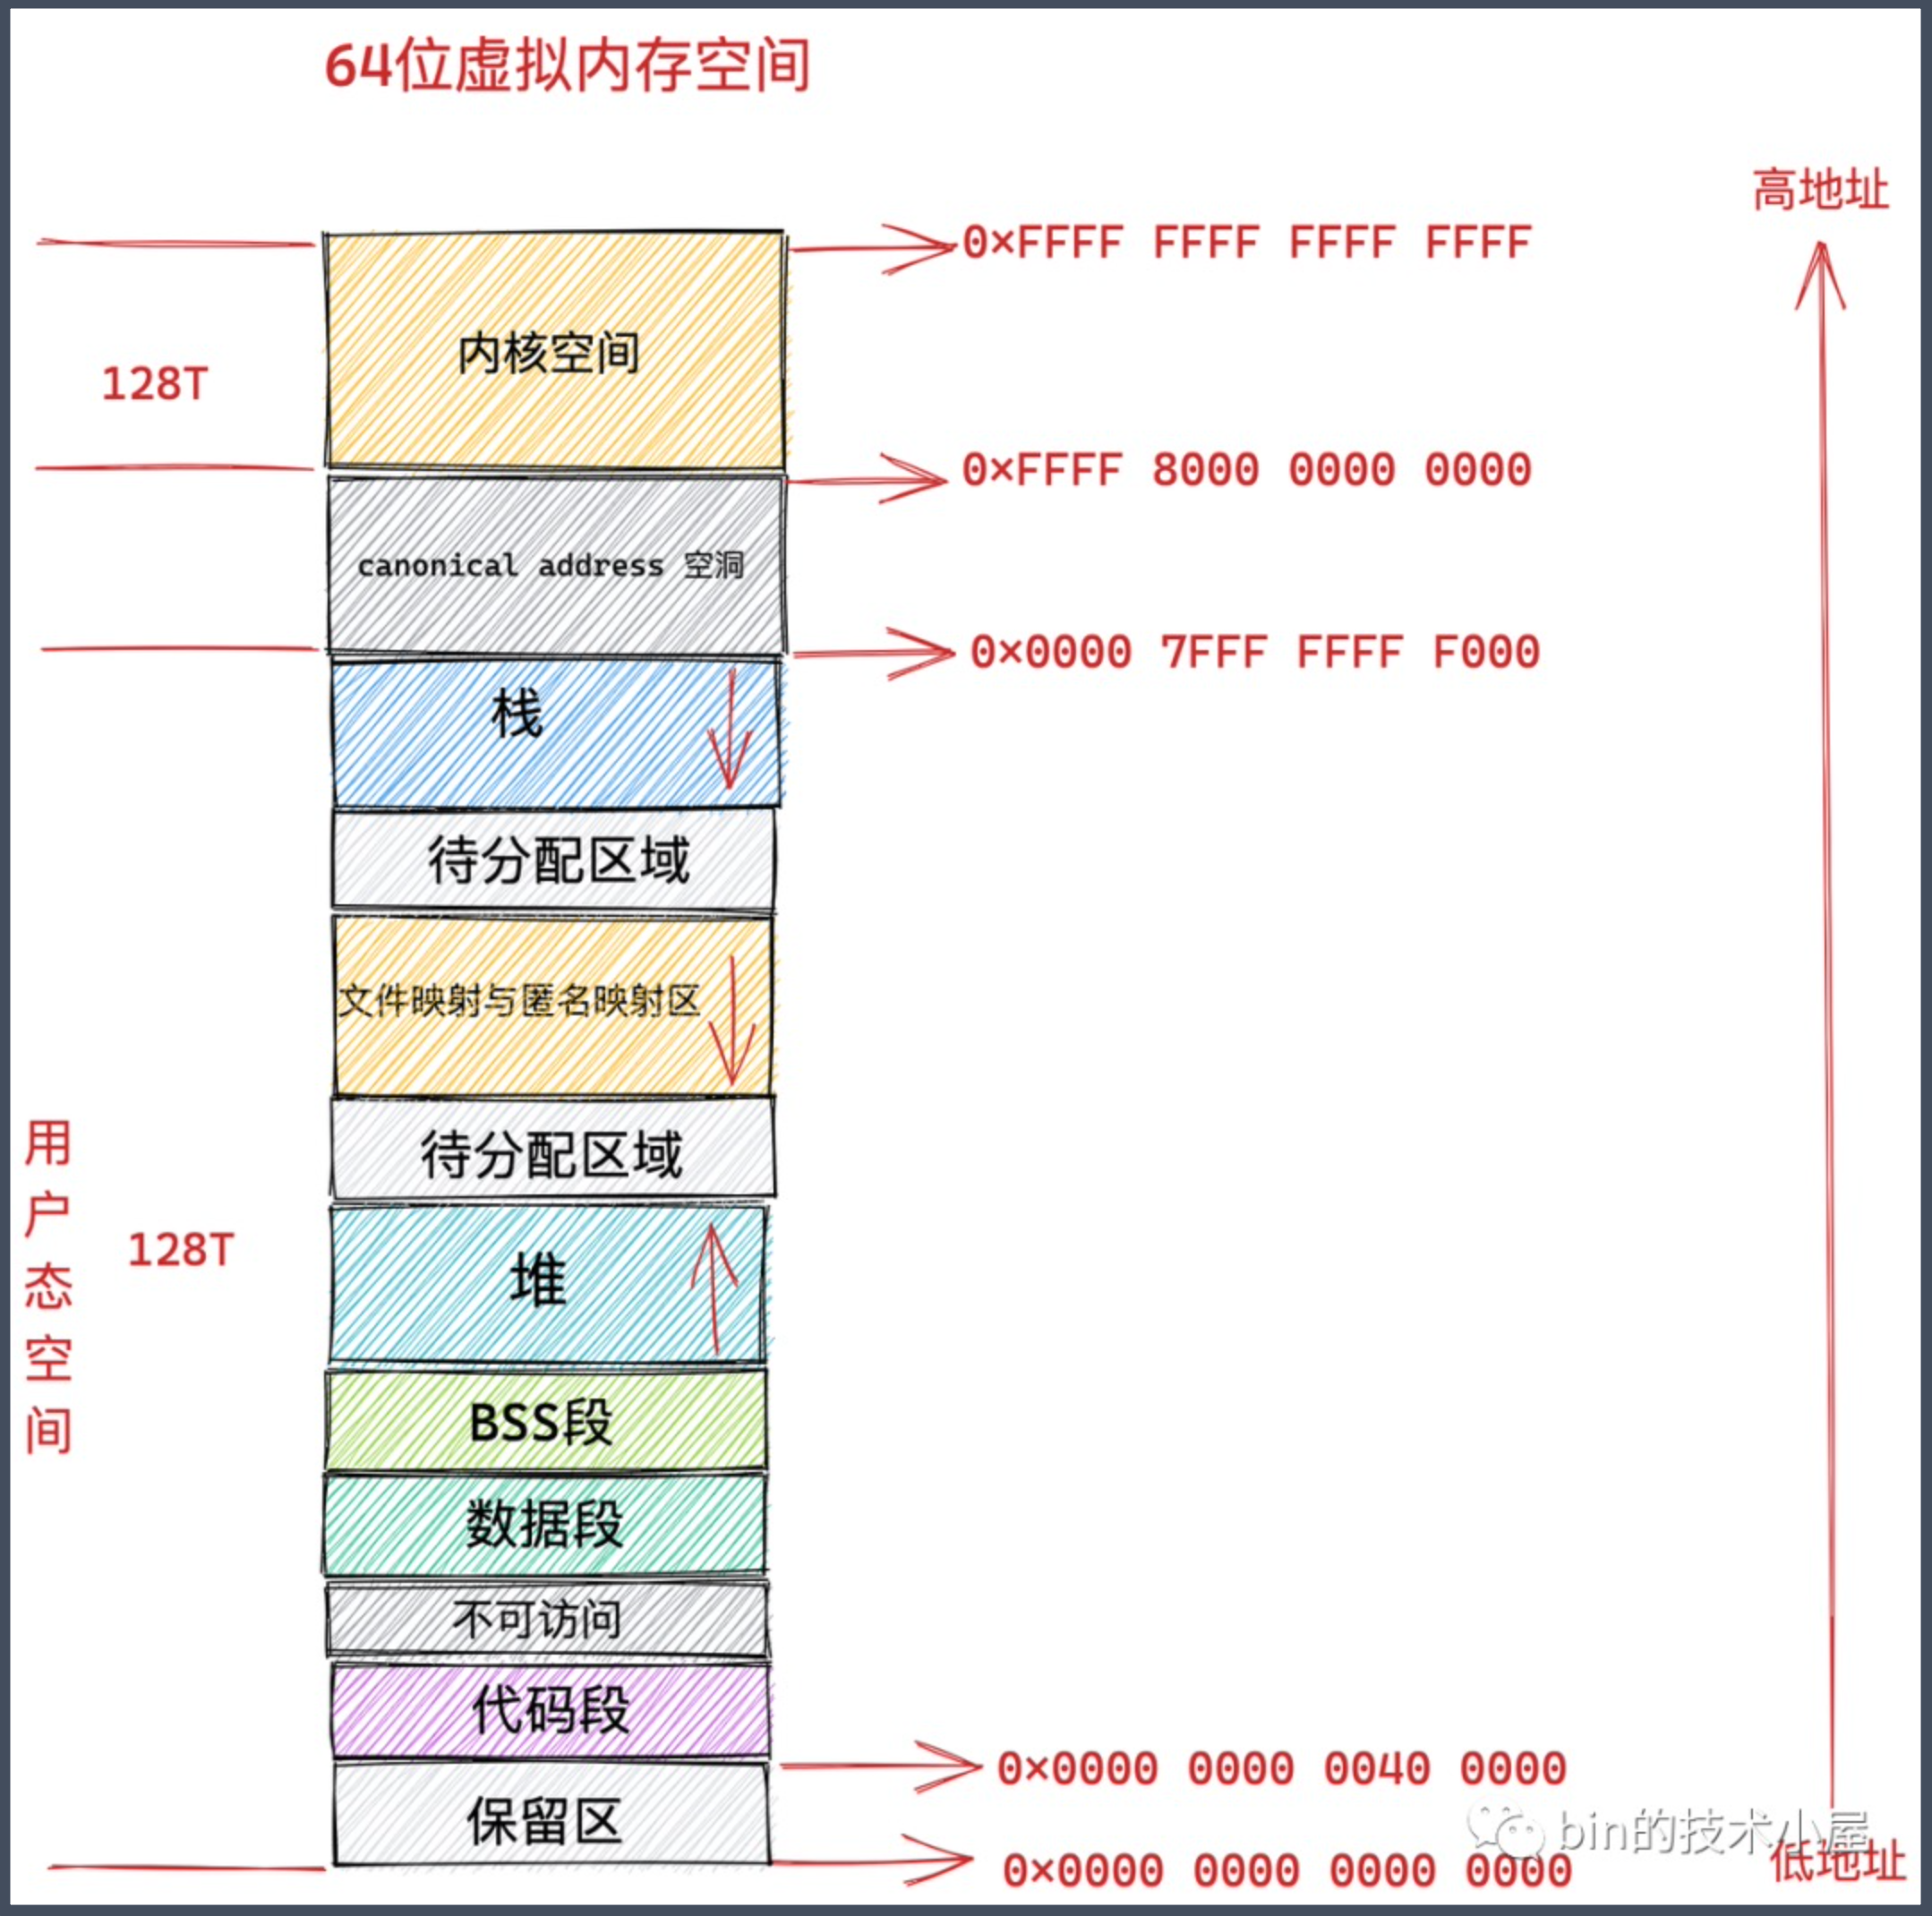 64位虚拟内存空间
高地址
0×FFFF FFFF FFFF FFFF
内核空间
128T
0×FFFF 8000 0000 0000
canonical address 空洞
0×0000 7FFF FFFF F000
栈
待分配区域
文件映射与匿名映射区
待分配区域
用户态空间
128T
堆
BSS段
数据段
不可访问
代码段
0×0000 0000 0040 0000
保留区
bin的技术小屋
0×0000 0000 0000 0000
低地址